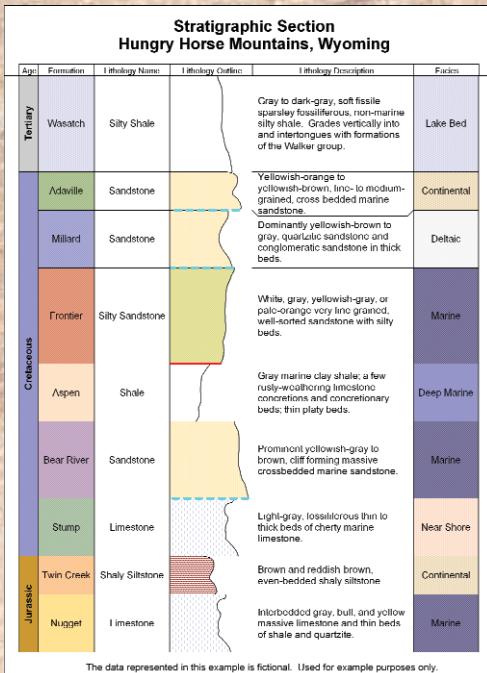 Stratigraphic Section
Hungry Horse Mountains, Wyoming
Age Formation Lithology Name Lithology Outline Lithology Description Facies
Tertiary
Wasatch
Silty Shale
Gray to dark-gray, soft fissile
sparsley fossiliferous, non-marine
silty shale. Grades vertically into
and intertongues with formations
of the Walker group.
Lake Bed
Cretaceous
Adaville
Sandstone
Yellowish-orange to
yellowish-brown, fine- to modium-
grained, cross bedded marine
sandstone.
Continental
Millard
Sandstone
Dominantly yellowish-brown to
gray, quartzitic sandstone and
conglomeratic sandstone in thick
beds.
Deltaic
Frontier
Silty Sandstone
White, gray, yellowish-gray, or
pale-orange very fine grained,
well-sorted sandstone with silty
beds.
Marine
Aspen
Shale
Gray marine clay shale; a few
rusty-weathering limestone
concretions and concretionary
beds; thin platy beds.
Deep Marine
Bear River
Sandstone
Prominent yellowish-gray to
brown, cliff forming massive
crossbedded marine sandstone.
Marine
Stump
Limestone
Light-gray, fossiliferous thin to
thick beds of cherty marine
limestone.
Near Shore
Jurassic
Twin Creek
Shaly Siltstone
Brown and reddish brown,
even-bedded shaly siltstone
Continental
Nugget
Limestone
Interbedded gray, bull, and yellow
massive limestone and thin beds
of shale and quartzite.
Marine
The data represented in this example is fictional. Used for example purposes only.